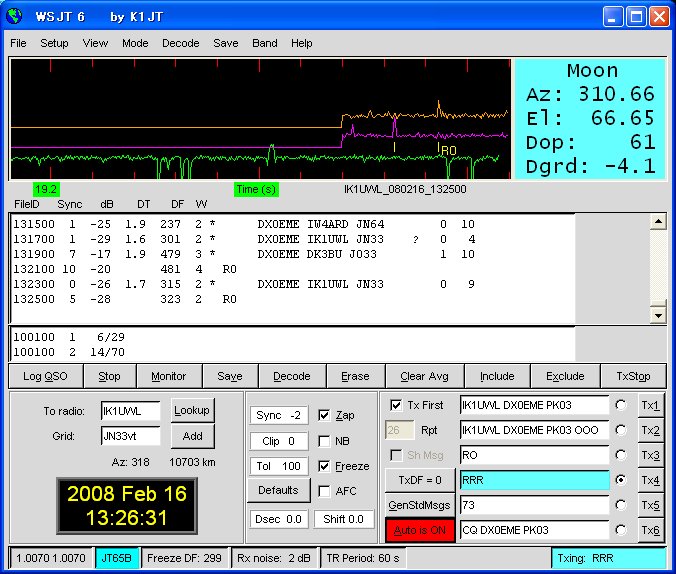 WSJT 6 by K1JT
File Setup View Mode Decode Save Band Help
Moon
Az: 310.66
El: 66.65
Dop: 61
Dgrd: -4.1
RO
19.2 Time (s) IK1UWL_080216_132500
FileID Sync dB DT DF W
131500 1 -25 1.9 237 2 * DX0EME IW4ARD JN64 0 10
131700 1 -29 1.6 301 2 * DX0EME IK1UWL JN33 ? 0 4
131900 7 -17 1.9 479 3 * DX0EME DK3BU JO33 1 10
132100 10 -20 481 4 RO
132300 0 -26 1.7 315 2 * DX0EME IK1UWL JN33 0 9
132500 5 -28 323 2 RO
100100 1 6/29
100100 2 14/70
Log QSO Stop Monitor Save Decode Erase Clear Avg Include Exclude TxStop
To radio: IK1UWL Lookup
Grid: JN33vt Add
Az: 318 10703 km
2008 Feb 16
13:26:31
Sync -2 Zap
Clip 0 NB
Tol 100 Freeze
Defaults AFC
Dsec 0.0 Shift 0.0
Tx First IK1UWL DX0EME PK03 Tx1
26 Rpt IK1UWL DX0EME PK03 OOO Tx2
Sh Msg RO Tx3
TxDF = 0 RRR Tx4
GenStdMsgs 73 Tx5
Auto is ON CQ DX0EME PK03 Tx6
1.0070 1.0070 JT65B Freeze DF: 299 Rx noise: 2 dB TR Period: 60 s Txing: RRR